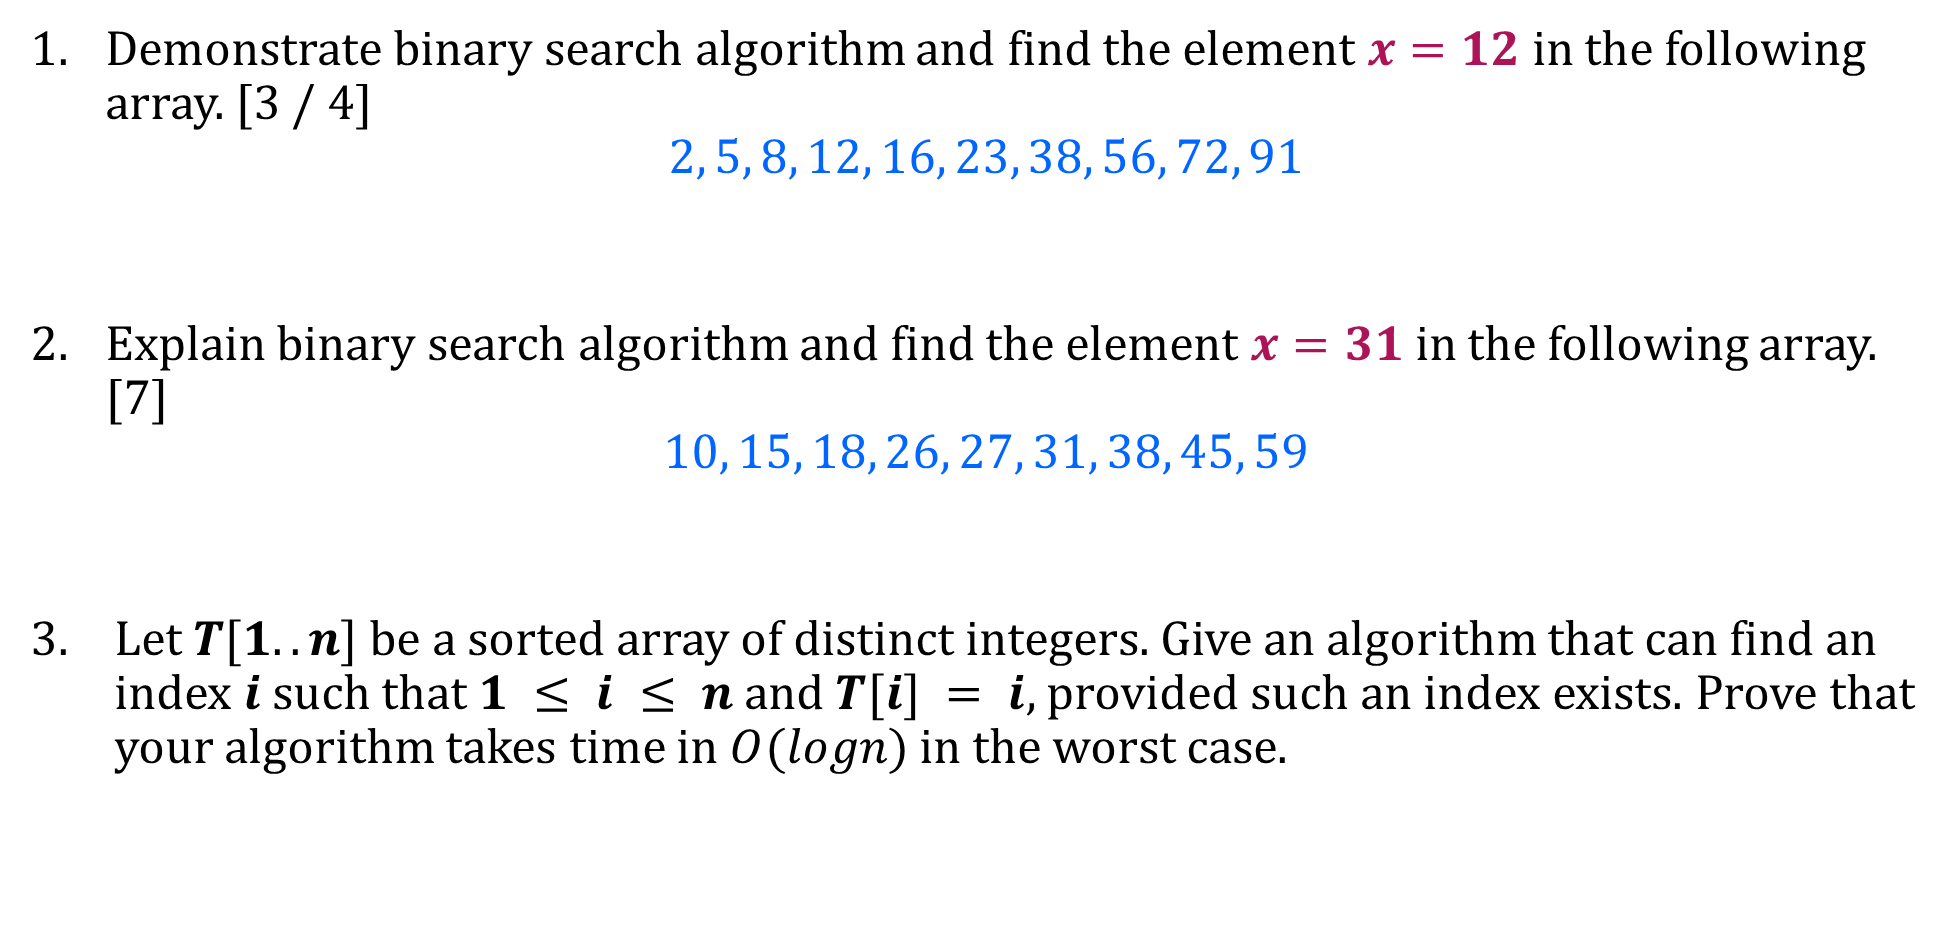 1. Demonstrate binary search algorithm and find the element x = 12 in the following
array. [3 / 4]
2, 5, 8, 12, 16, 23, 38, 56, 72, 91
2. Explain binary search algorithm and find the element x = 31 in the following array.
[7]
10, 15, 18, 26, 27, 31, 38, 45, 59
3. Let T[1..n] be a sorted array of distinct integers. Give an algorithm that can find an
index i such that 1 ≤ i ≤ n and T[i] = i, provided such an index exists. Prove that
your algorithm takes time in O(logn) in the worst case.